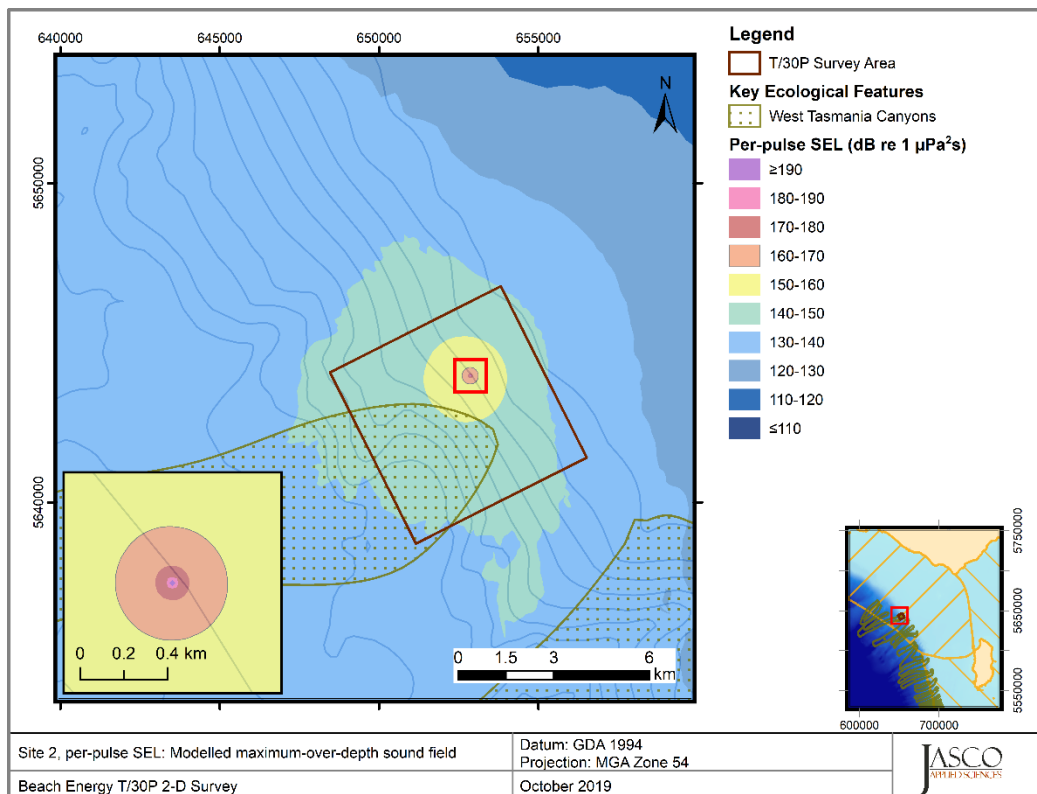 640000 645000 650000 655000
5650000
5640000
N
0 0.2 0.4 km
0 1.5 3 6
km
Legend
T/30P Survey Area
Key Ecological Features
West Tasmania Canyons
Per-pulse SEL (dB re 1 µPa²s)
≥190
180-190
170-180
160-170
150-160
140-150
130-140
120-130
110-120
≤110
5750000
5650000
5550000
600000 700000
Site 2, per-pulse SEL: Modelled maximum-over-depth sound field
Beach Energy T/30P 2-D Survey
Datum: GDA 1994
Projection: MGA Zone 54
October 2019
JASCO
APPLIED SCIENCES